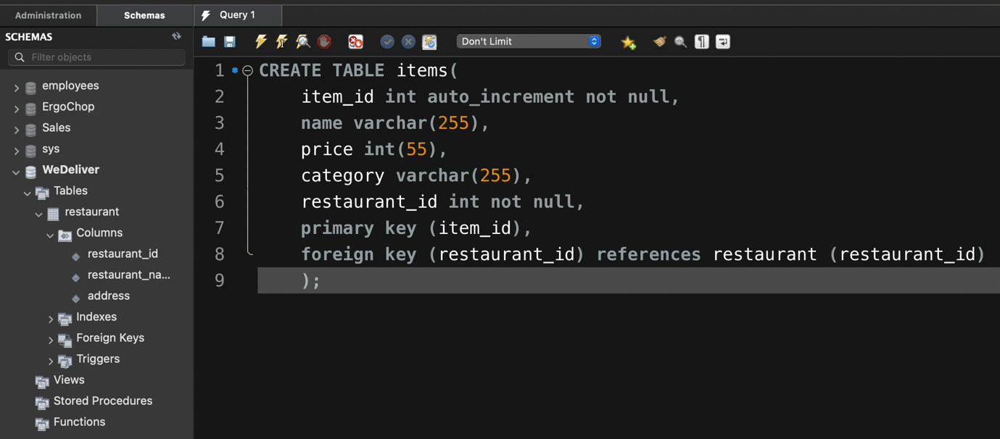 Administration
Schemas
Query 1
SCHEMAS
Filter objects
employees
ErgoChop
Sales
sys
WeDeliver
Tables
restaurant
Columns
restaurant_id
restaurant_na...
address
Indexes
Foreign Keys
Triggers
Views
Stored Procedures
Functions
Don't Limit
1 CREATE TABLE items(
2 item_id int auto_increment not null,
3 name varchar(255),
4 price int(55),
5 category varchar(255),
6 restaurant_id int not null,
7 primary key (item_id),
8 foreign key (restaurant_id) references restaurant (restaurant_id)
9 );